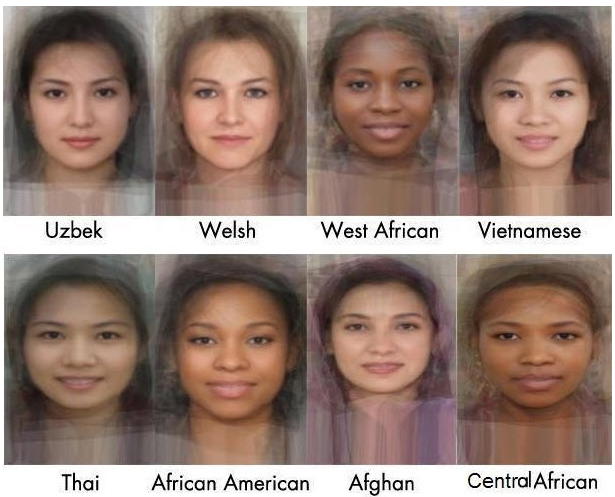 Uzbek
Welsh
West African
Vietnamese
Thai
African American
Afghan
CentralAfrican